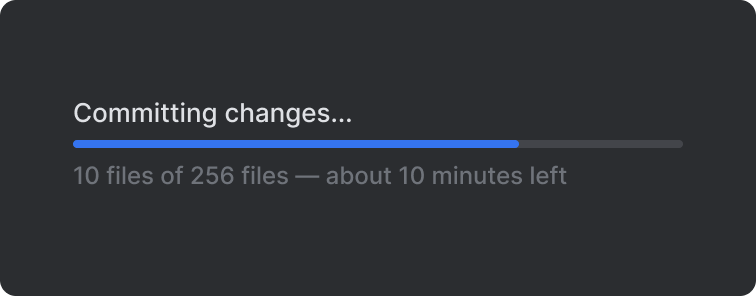 Committing changes...
10 files of 256 files — about 10 minutes left